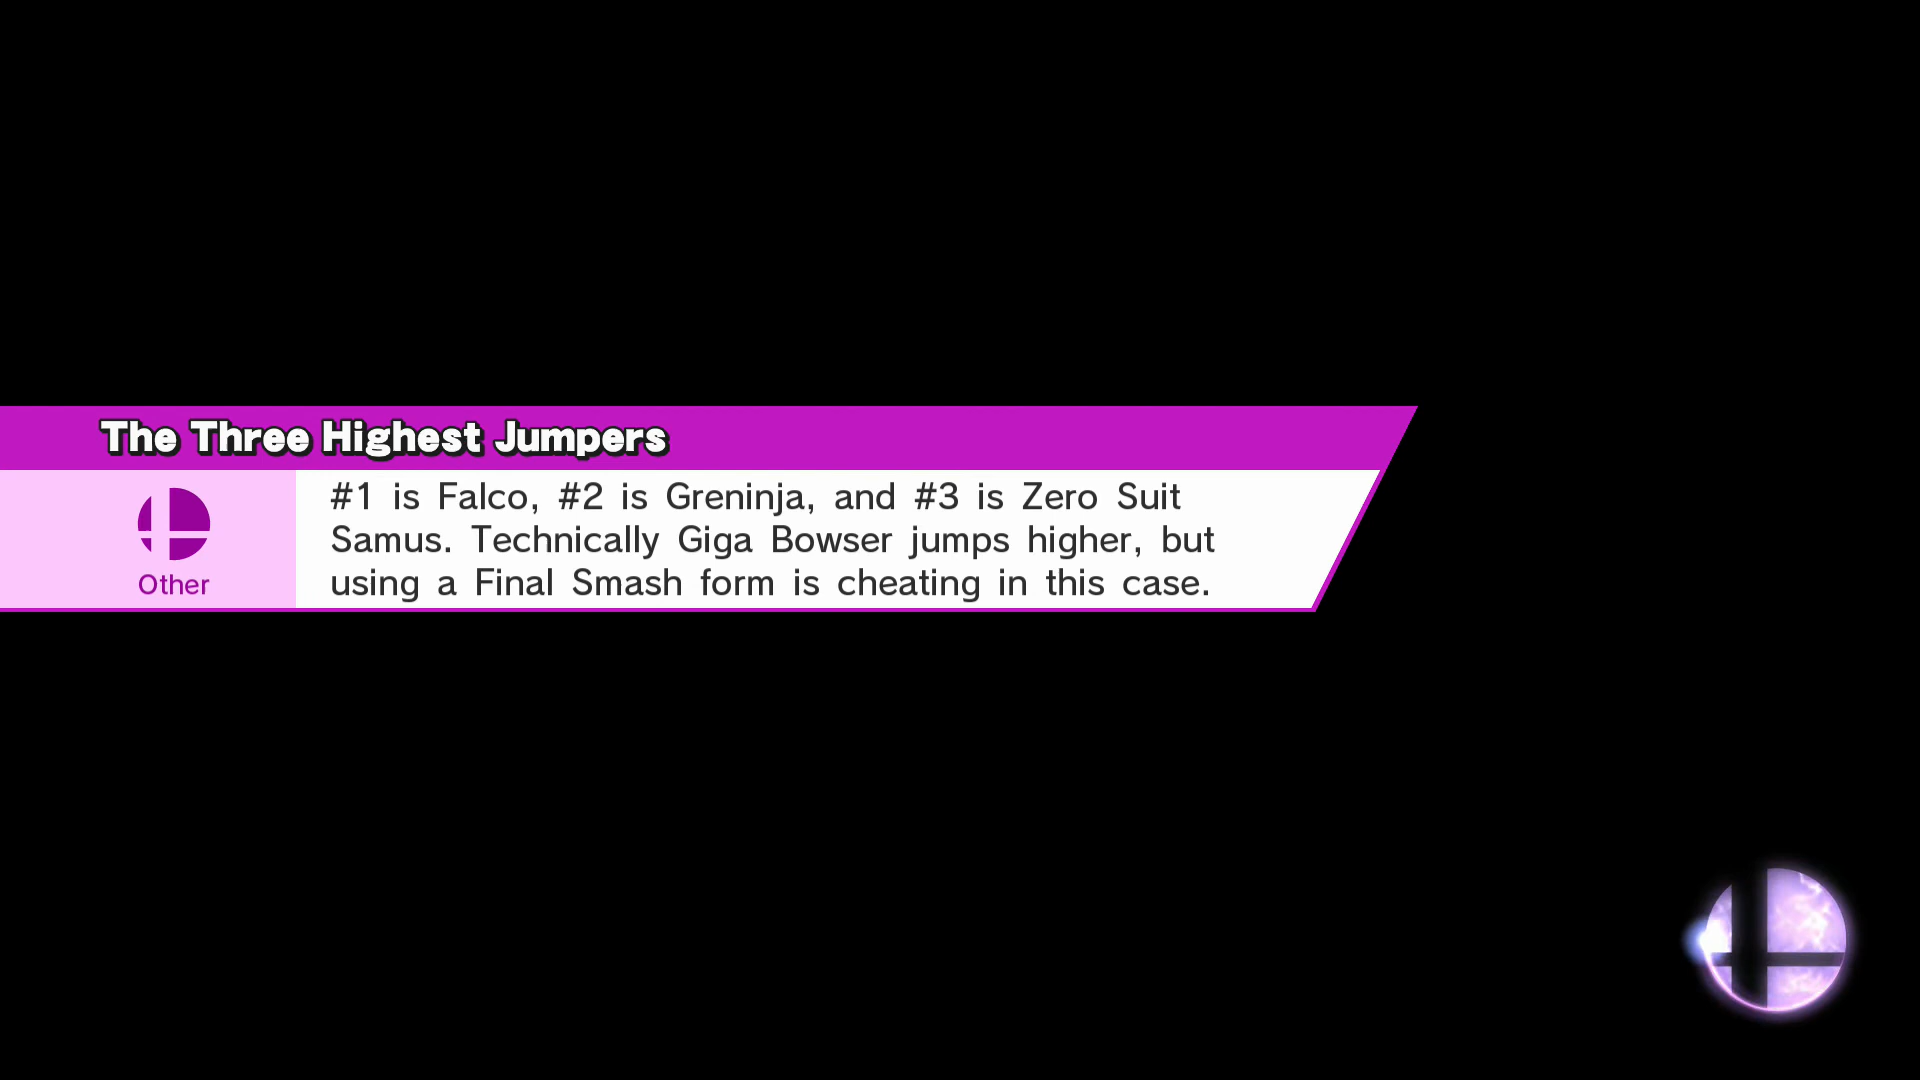 The Three Highest Jumpers
#1 is Falco, #2 is Greninja, and #3 is Zero Suit
Samus. Technically Giga Bowser jumps higher, but
using a Final Smash form is cheating in this case.
Other